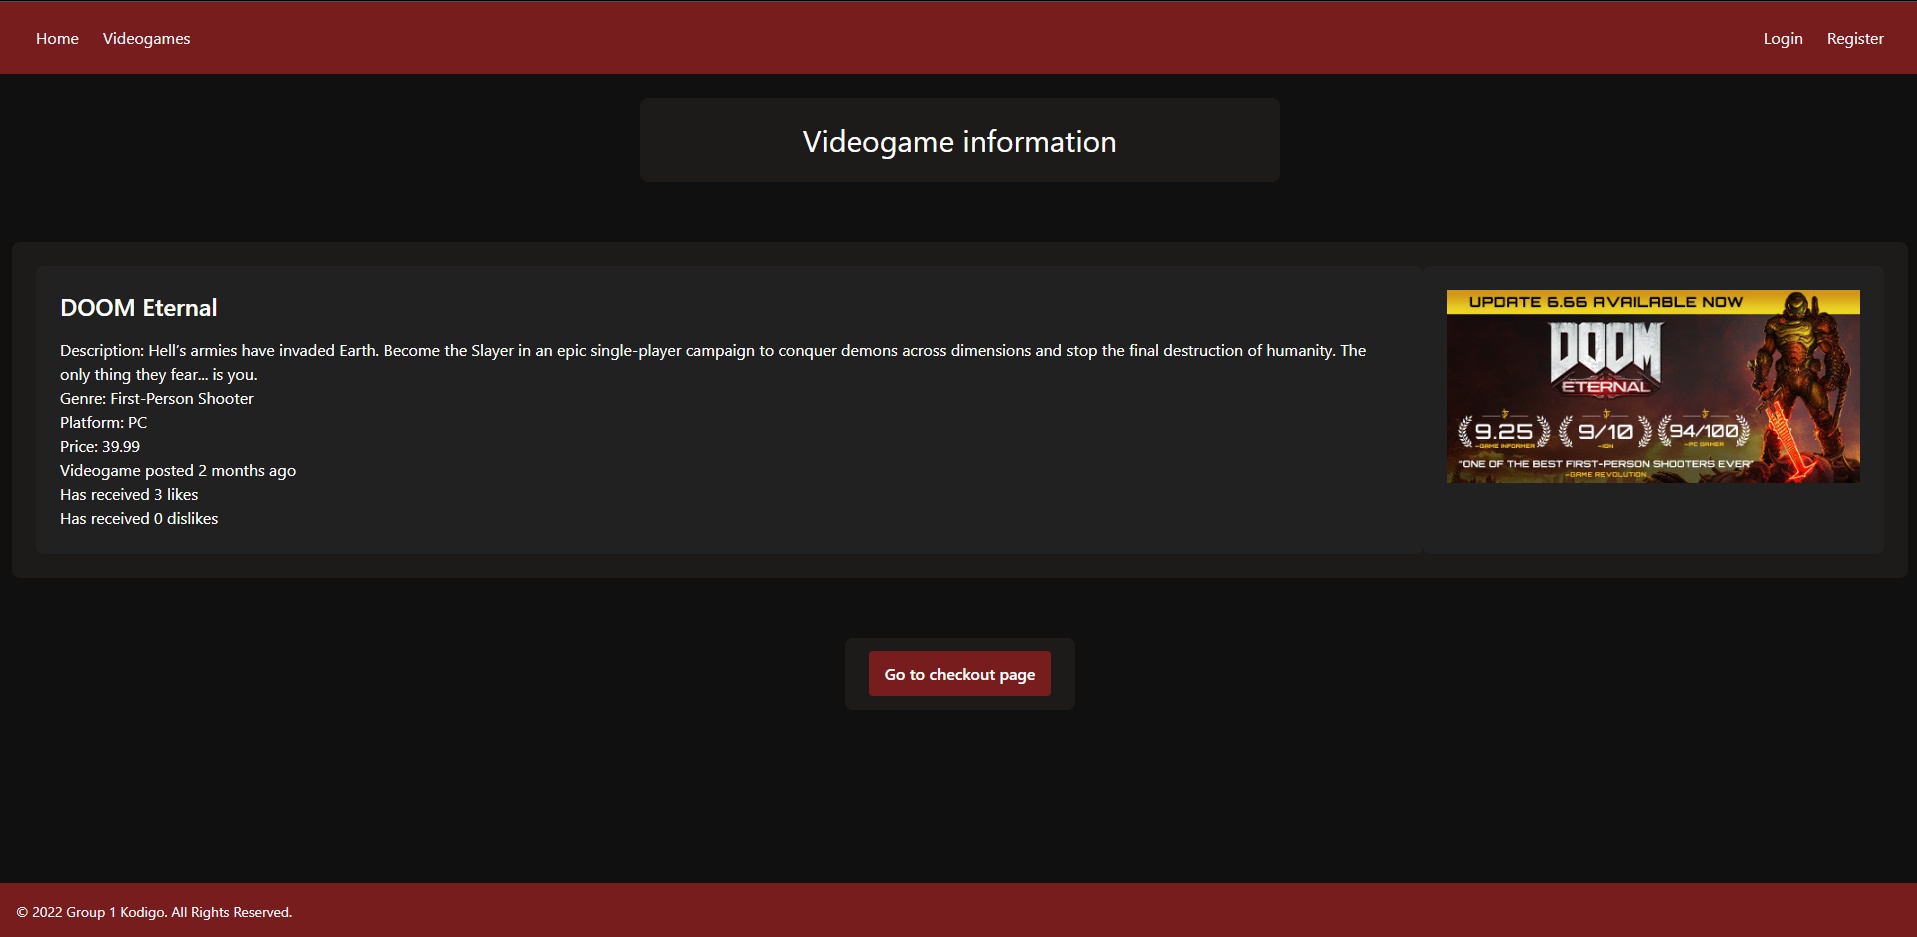 Home Videogames Login Register
Videogame information
DOOM Eternal
Description: Hell's armies have invaded Earth. Become the Slayer in an epic single-player campaign to conquer demons across dimensions and stop the final destruction of humanity. The
only thing they fear... is you.
Genre: First-Person Shooter
Platform: PC
Price: 39.99
Videogame posted 2 months ago
Has received 3 likes
Has received 0 dislikes
UPDATE 6.66 AVAILABLE NOW
DOOM
ETERNAL
9.25 9/10 94/100
-GAME INFORMER -IGN -PC GAMER
"ONE OF THE BEST FIRST-PERSON SHOOTERS EVER"
-GAME REVOLUTION
Go to checkout page
© 2022 Group 1 Kodigo. All Rights Reserved.